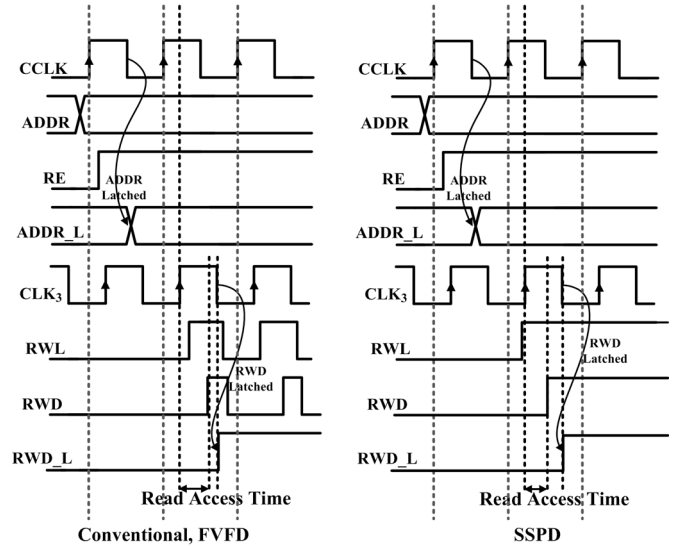 CCLK
ADDR
RE
ADDR
Latched
ADDR_L
CLK3
RWL
RWD
Latched
RWD
RWD_L
Read Access Time
Conventional, FVFD
CCLK
ADDR
RE
ADDR
Latched
ADDR_L
CLK3
RWL
RWD
Latched
RWD
RWD_L
Read Access Time
SSPD